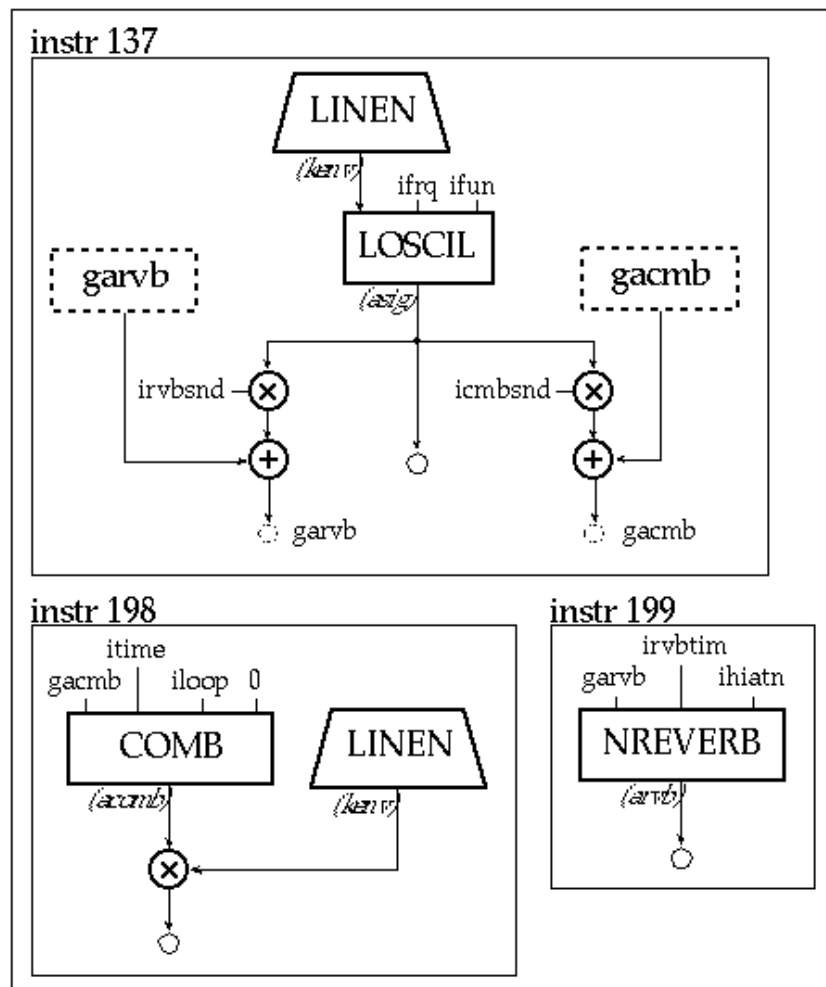 instr 137
LINEN
(kenv)
ifrq ifun
LOSCIL
garvb
gacmb
(asig)
irvbsnd × icmbsnd ×
+ +
garvb gacmb
instr 198
itime
gacmb iloop 0
COMB
LINEN
(acomb) (kenv)
×
instr 199
irvbtim
garvb ihiatn
NREVERB
(arvb)